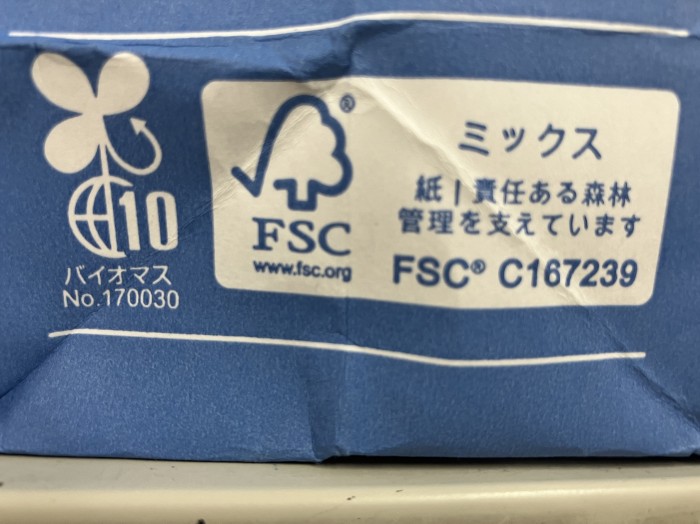 10
バイオマス
No.170030
®
FSC
www.fsc.org
ミックス
紙｜責任ある森林
管理を支えています
FSC® C167239